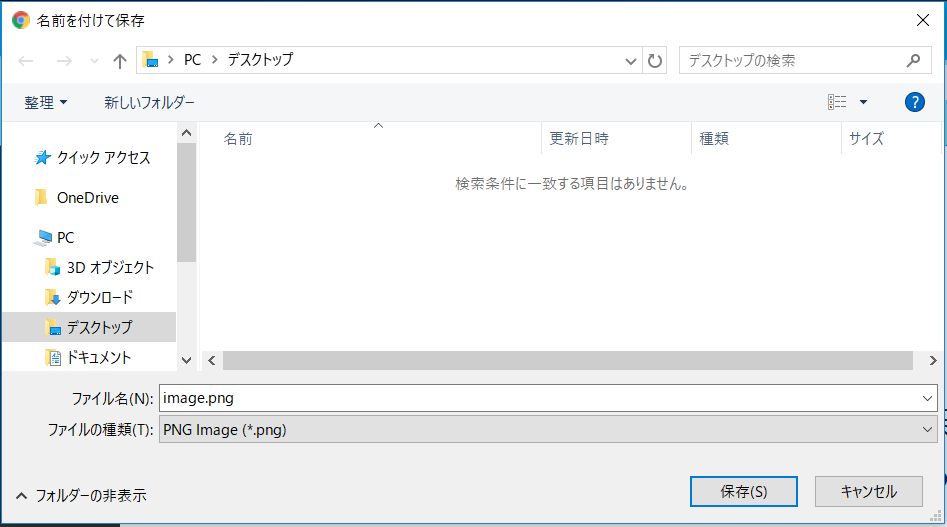 名前を付けて保存
PC デスクトップ デスクトップの検索
整理 新しいフォルダー ?
名前 更新日時 種類 サイズ
検索条件に一致する項目はありません。
クイック アクセス
OneDrive
PC
3D オブジェクト
ダウンロード
デスクトップ
ドキュメント
ファイル名(N): image.png
ファイルの種類(T): PNG Image (*.png)
フォルダーの非表示 保存(S) キャンセル